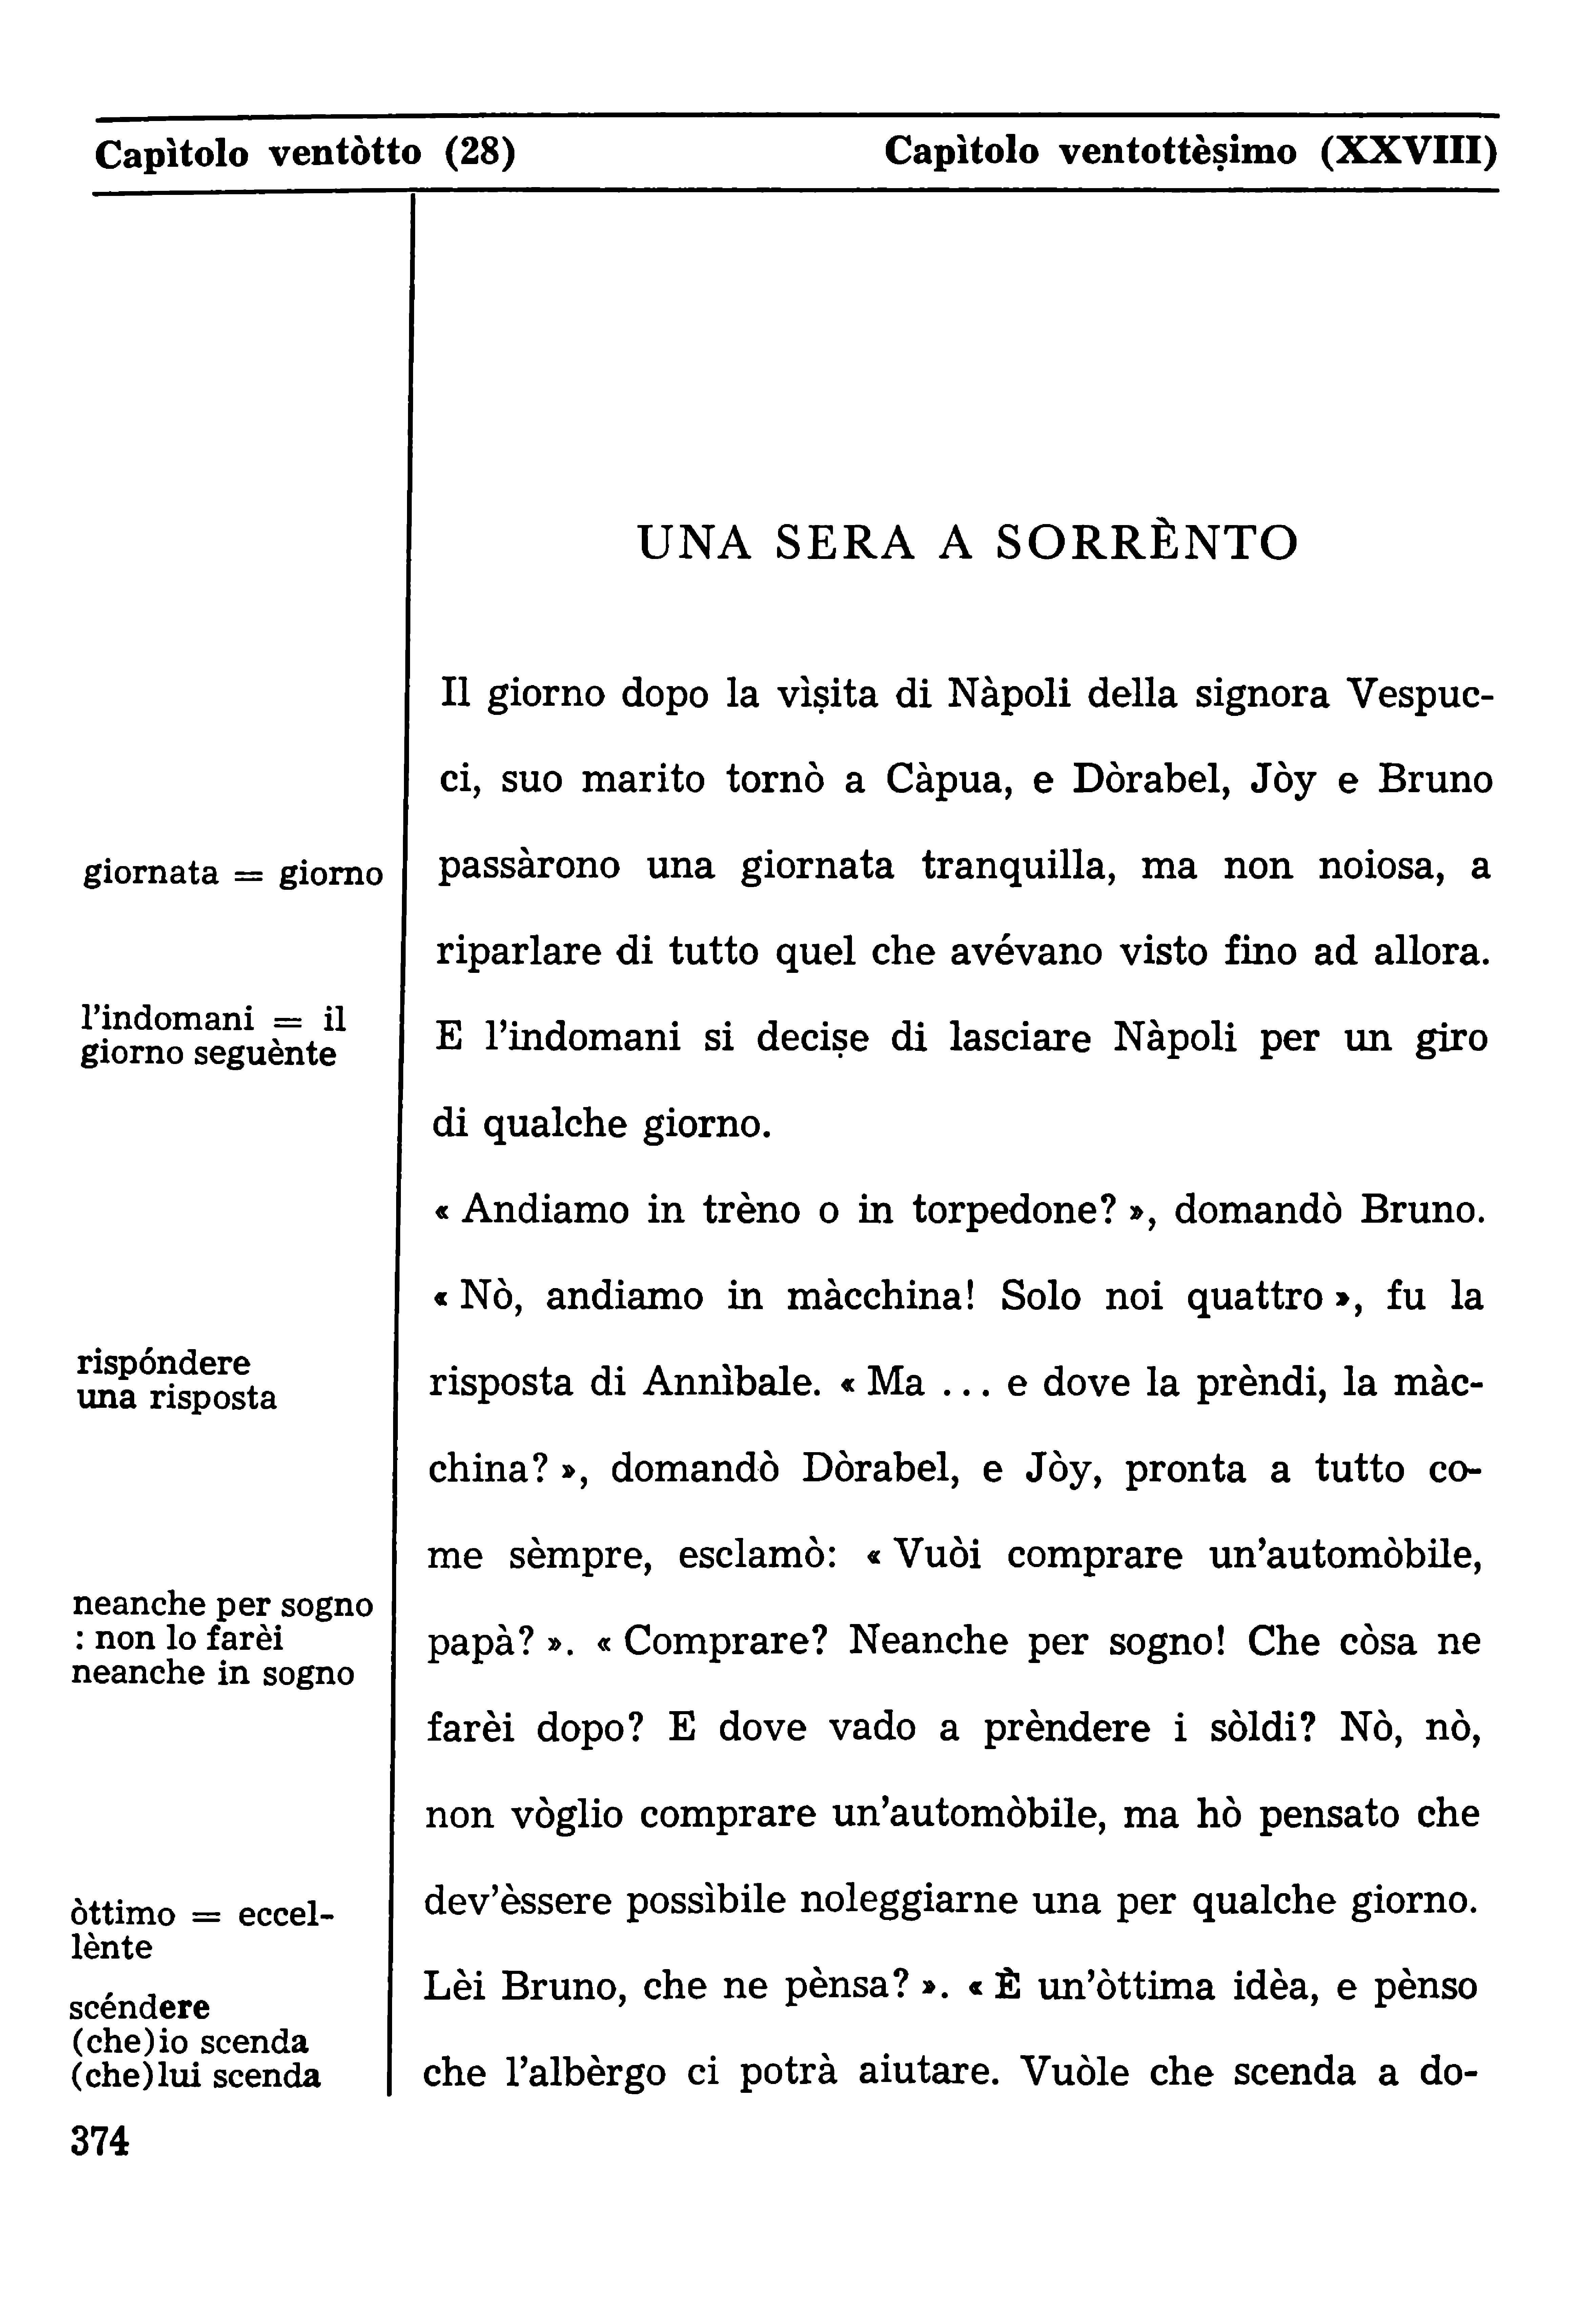 Capìtolo ventòtto (28)
Capìtolo ventottèṣimo (XXVIII)
UNA SERA A SORRÈNTO
Il giorno dopo la vìṣita di Nàpoli della signora Vespuc-
ci, suo marito tornò a Càpua, e Dòrabel, Jòy e Bruno
giornata = giorno
passàrono una giornata tranquilla, ma non noiosa, a
riparlare di tutto quel che avévano visto fino ad allora.
l'indomani = il
giorno seguènte
E l'indomani si deciṣe di lasciare Nàpoli per un giro
di qualche giorno.
« Andiamo in trèno o in torpedone? », domandò Bruno.
« Nò, andiamo in màcchina! Solo noi quattro », fu la
rispóndere
una risposta
risposta di Annìbale. « Ma ... e dove la prèndi, la màc-
china? », domandò Dòrabel, e Jòy, pronta a tutto co-
me sèmpre, esclamò: « Vuòi comprare un'automòbile,
neanche per sogno
: non lo farèi
neanche in sogno
papà? ». « Comprare? Neanche per sogno! Che còsa ne
farèi dopo? E dove vado a prèndere i sòldi? Nò, nò,
non vòglio comprare un'automòbile, ma hò pensato che
òttimo = eccel-
lènte
dev'èssere possìbile noleggiarne una per qualche giorno.
Lèi Bruno, che ne pènsa? ». « È un'òttima idèa, e pènso
scéndere
(che)io scenda
(che)lui scenda
che l'albèrgo ci potrà aiutare. Vuòle che scenda a do-
374